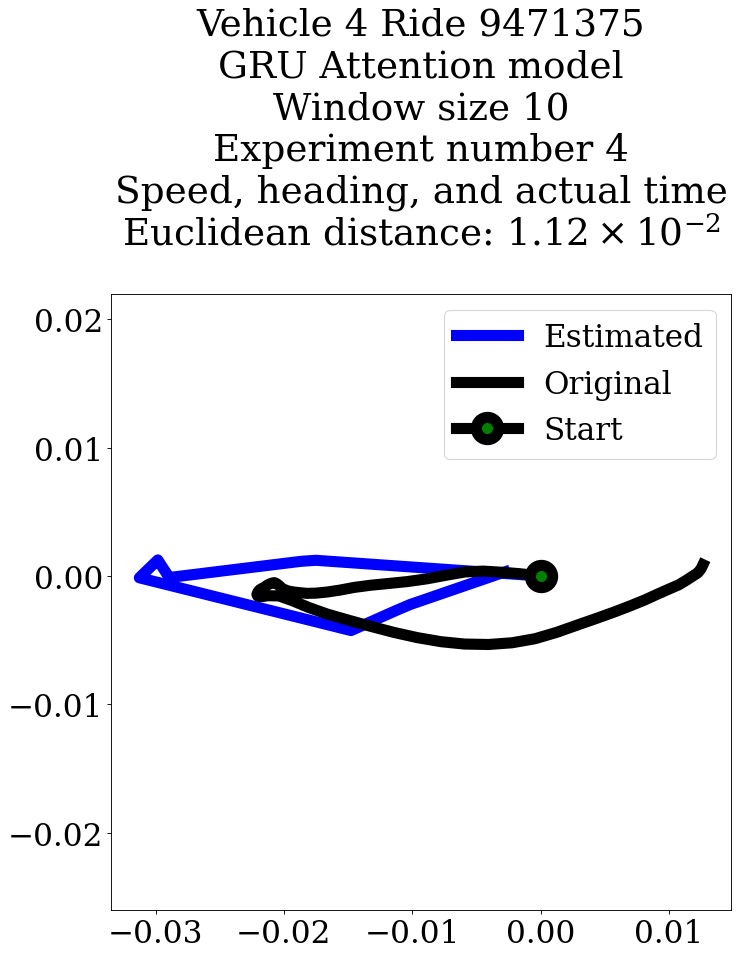 Vehicle 4 Ride 9471375
GRU Attention model
Window size 10
Experiment number 4
Speed, heading, and actual time
Euclidean distance: 1.12 × 10⁻²
Estimated
Original
Start
0.02
0.01
0.00
−0.01
−0.02
−0.03
−0.02
−0.01
0.00
0.01